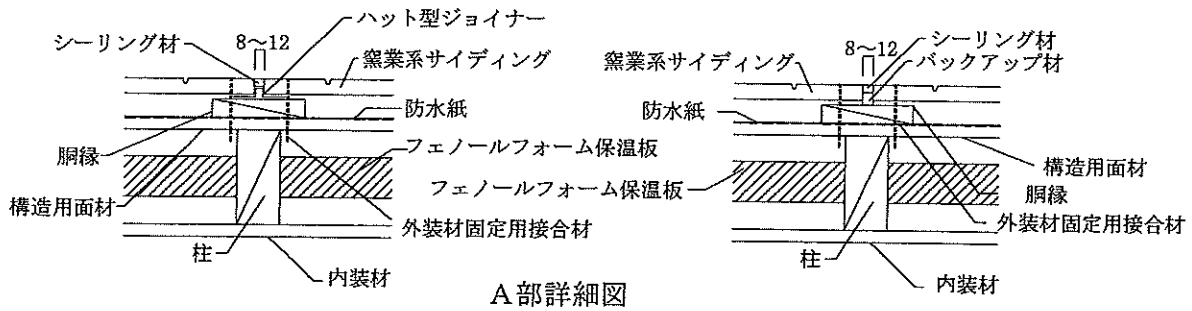 ハット型ジョイナー
シーリング材
8〜12
窯業系サイディング
防水紙
胴縁
フェノールフォーム保温板
構造用面材
外装材固定用接合材
柱
内装材
8〜12
シーリング材
バックアップ材
窯業系サイディング
防水紙
構造用面材
フェノールフォーム保温板
胴縁
外装材固定用接合材
柱
内装材
A部詳細図